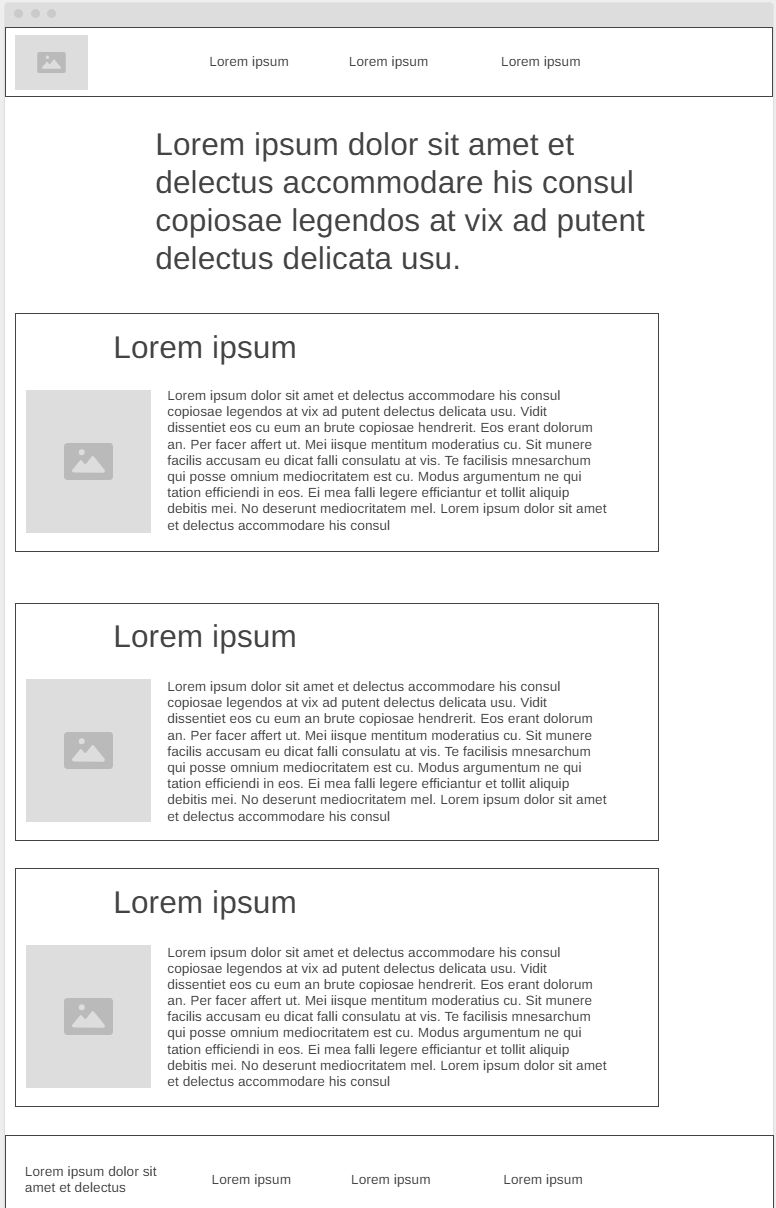 Lorem ipsum Lorem ipsum Lorem ipsum
Lorem ipsum dolor sit amet et
delectus accommodare his consul
copiosae legendos at vix ad putent
delectus delicata usu.
Lorem ipsum
Lorem ipsum dolor sit amet et delectus accommodare his consul
copiosae legendos at vix ad putent delectus delicata usu. Vidit
dissentiet eos cu eum an brute copiosae hendrerit. Eos erant dolorum
an. Per facer affert ut. Mei iisque mentitum moderatius cu. Sit munere
facilis accusam eu dicat falli consulatu at vis. Te facilisis mnesarchum
qui posse omnium mediocritatem est cu. Modus argumentum ne qui
tation efficiendi in eos. Ei mea falli legere efficiantur et tollit aliquip
debitis mei. No deserunt mediocritatem mel. Lorem ipsum dolor sit amet
et delectus accommodare his consul
Lorem ipsum
Lorem ipsum dolor sit amet et delectus accommodare his consul
copiosae legendos at vix ad putent delectus delicata usu. Vidit
dissentiet eos cu eum an brute copiosae hendrerit. Eos erant dolorum
an. Per facer affert ut. Mei iisque mentitum moderatius cu. Sit munere
facilis accusam eu dicat falli consulatu at vis. Te facilisis mnesarchum
qui posse omnium mediocritatem est cu. Modus argumentum ne qui
tation efficiendi in eos. Ei mea falli legere efficiantur et tollit aliquip
debitis mei. No deserunt mediocritatem mel. Lorem ipsum dolor sit amet
et delectus accommodare his consul
Lorem ipsum
Lorem ipsum dolor sit amet et delectus accommodare his consul
copiosae legendos at vix ad putent delectus delicata usu. Vidit
dissentiet eos cu eum an brute copiosae hendrerit. Eos erant dolorum
an. Per facer affert ut. Mei iisque mentitum moderatius cu. Sit munere
facilis accusam eu dicat falli consulatu at vis. Te facilisis mnesarchum
qui posse omnium mediocritatem est cu. Modus argumentum ne qui
tation efficiendi in eos. Ei mea falli legere efficiantur et tollit aliquip
debitis mei. No deserunt mediocritatem mel. Lorem ipsum dolor sit amet
et delectus accommodare his consul
Lorem ipsum dolor sit
amet et delectus
Lorem ipsum Lorem ipsum Lorem ipsum